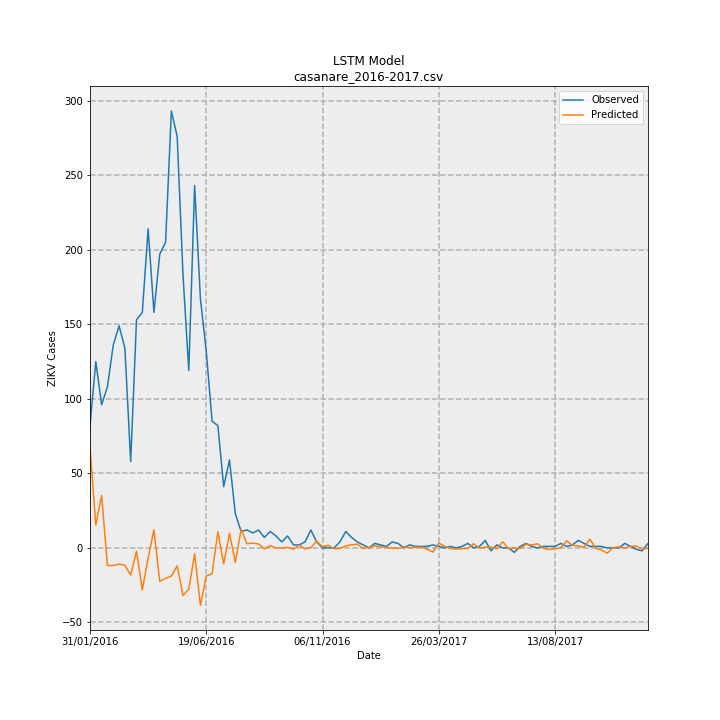 LSTM Model
casanare_2016-2017.csv
Observed
Predicted
300
250
200
150
100
50
0
−50
ZIKV Cases
31/01/2016
19/06/2016
06/11/2016
26/03/2017
13/08/2017
Date